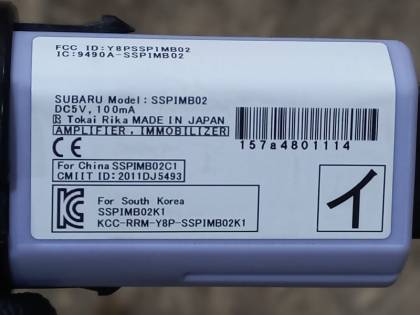 FCC ID:Y8PSSPIMB02
IC:9490A-SSPIMB02
SUBARU Model: SSPIMB02
DC5V, 100mA
Tokai Rika MADE IN JAPAN
AMPLIFIER, IMMOBILIZER
CE
157a4801114
For China SSPIMB02C1
CMIIT ID:2011DJ5493
For South Korea
SSPIMB02K1
KCC-RRM-Y8P-SSPIMB02K1
イ